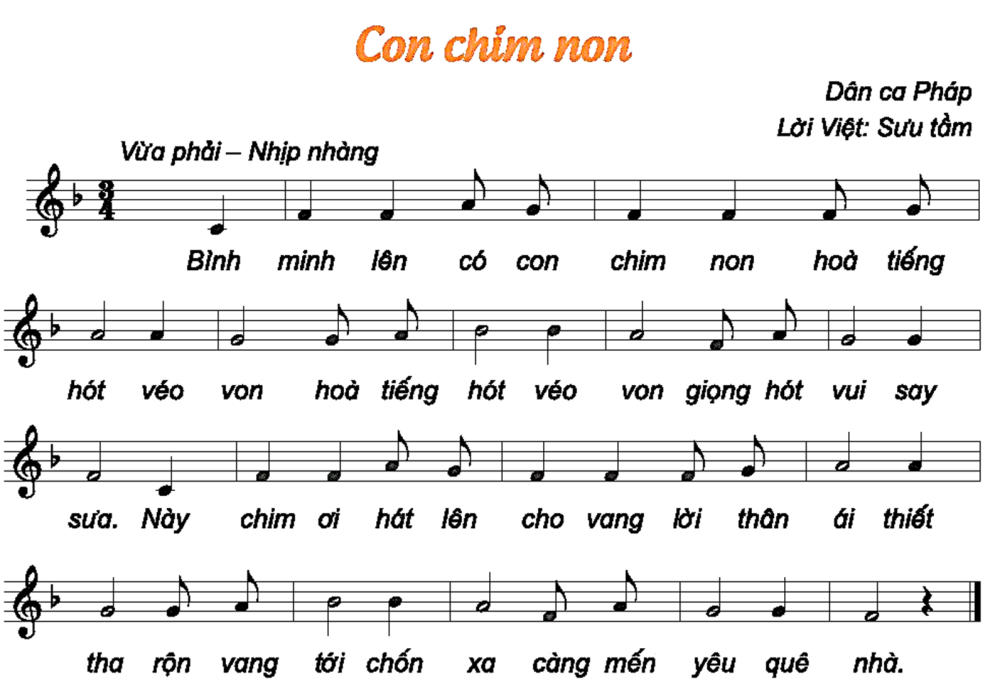 Con chim non
Dân ca Pháp
Lời Việt: Sưu tầm
Vừa phải – Nhịp nhàng
3
4
Bình minh lên có con chim non hoà tiếng
hót véo von hoà tiếng hót véo von giọng hót vui say
sưa. Này chim ơi hát lên cho vang lời thân ái thiết
tha rộn vang tới chốn xa càng mến yêu quê nhà.